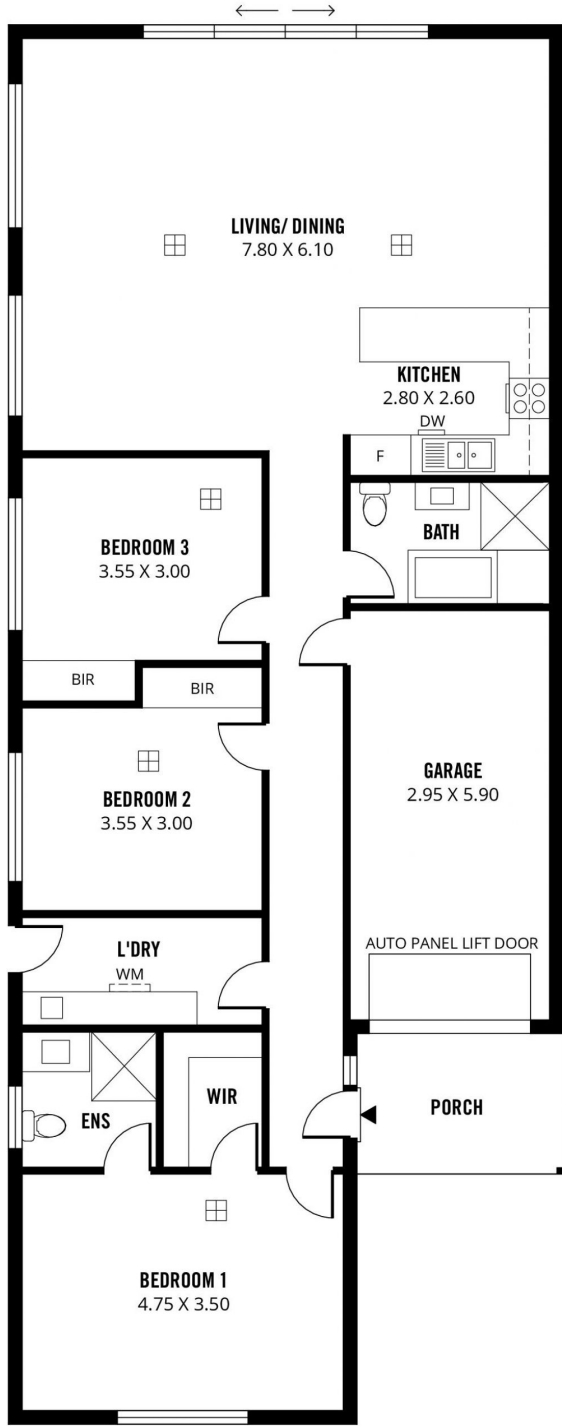 LIVING/ DINING
7.80 X 6.10
KITCHEN
2.80 X 2.60
DW
F
BATH
BEDROOM 3
3.55 X 3.00
BIR
BIR
BEDROOM 2
3.55 X 3.00
GARAGE
2.95 X 5.90
AUTO PANEL LIFT DOOR
L'DRY
WM
ENS
WIR
PORCH
BEDROOM 1
4.75 X 3.50